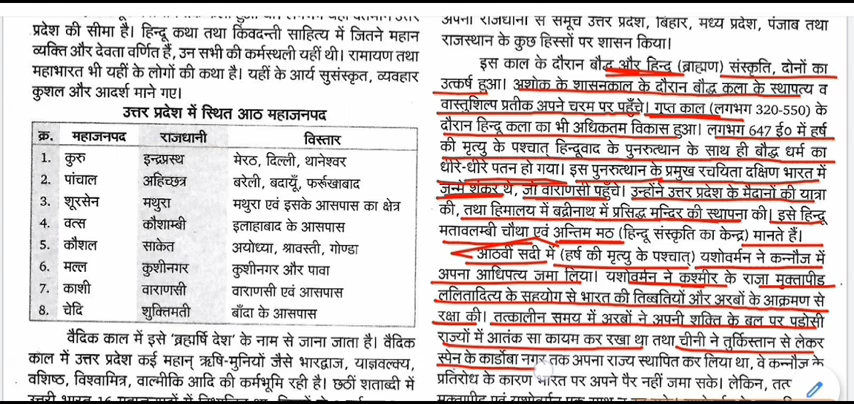 प्रदेश की सीमा है। हिन्दू कथा तथा किंवदन्ती साहित्य में जितने महान
व्यक्ति और देवता वर्णित हैं, उन सभी की कर्मस्थली यहीं थी। रामायण तथा
महाभारत भी यहीं के लोगों की कथा है। यहीं के आर्य सुसंस्कृत, व्यवहार
कुशल और आदर्श माने गए।
उत्तर प्रदेश में स्थित आठ महाजनपद
क्र. महाजनपद राजधानी विस्तार
1. कुरु इन्द्रप्रस्थ मेरठ, दिल्ली, थानेश्वर
2. पांचाल अहिच्छत्र बरेली, बदायूँ, फर्रुखाबाद
3. शूरसेन मथुरा मथुरा एवं इसके आसपास का क्षेत्र
4. वत्स कौशाम्बी इलाहाबाद के आसपास
5. कौशल साकेत अयोध्या, श्रावस्ती, गोण्डा
6. मल्ल कुशीनगर कुशीनगर और पावा
7. काशी वाराणसी वाराणसी एवं आसपास
8. चेदि शुक्तिमती बाँदा के आसपास
वैदिक काल में इसे 'ब्रह्मर्षि देश' के नाम से जाना जाता है। वैदिक
काल में उत्तर प्रदेश कई महान् ऋषि-मुनियों जैसे भारद्वाज, याज्ञवल्क्य,
वशिष्ठ, विश्वामित्र, वाल्मीकि आदि की कर्मभूमि रही है। छठीं शताब्दी में
उत्तरी भारत 16 महाजनपदों में
अपनी राजधानी से समूचे उत्तर प्रदेश, बिहार, मध्य प्रदेश, पंजाब तथा
राजस्थान के कुछ हिस्सों पर शासन किया।
इस काल के दौरान बौद्ध और हिन्दू (ब्राह्मण) संस्कृति, दोनों का
उत्कर्ष हुआ। अशोक के शासनकाल के दौरान बौद्ध कला के स्थापत्य व
वास्तुशिल्प प्रतीक अपने चरम पर पहुँचे। गुप्त काल (लगभग 320-550) के
दौरान हिन्दू कला का भी अधिकतम विकास हुआ। लगभग 647 ई० में हर्ष
की मृत्यु के पश्चात् हिन्दूवाद के पुनरुत्थान के साथ ही बौद्ध धर्म का
धीरे-धीरे पतन हो गया। इस पुनरुत्थान के प्रमुख रचयिता दक्षिण भारत में
जन्मे शंकर थे, जो वाराणसी पहुँचे। उन्होंने उत्तर प्रदेश के मैदानों की यात्रा
की, तथा हिमालय में बद्रीनाथ में प्रसिद्ध मन्दिर की स्थापना की। इसे हिन्दू
मतावलम्बी चौथा एवं अन्तिम मठ (हिन्दू संस्कृति का केन्द्र) मानते हैं।
आठवीं सदी में (हर्ष की मृत्यु के पश्चात्) यशोवर्मन ने कन्नौज में
अपना आधिपत्य जमा लिया। यशोवर्मन ने कश्मीर के राजा मुक्तापीड
ललितादित्य के सहयोग से भारत की तिब्बतियों और अरबों के आक्रमण से
रक्षा की। तत्कालीन समय में अरबों ने अपनी शक्ति के बल पर पडोसी
राज्यों में आतंक सा कायम कर रखा था तथा चीनी ने तुर्किस्तान से लेकर
स्पेन के कार्डोबा नगर तक अपना राज्य स्थापित कर लिया था, वे कन्नौज के
प्रतिरोध के कारण भारत पर अपने पैर नहीं जमा सके। लेकिन, तत